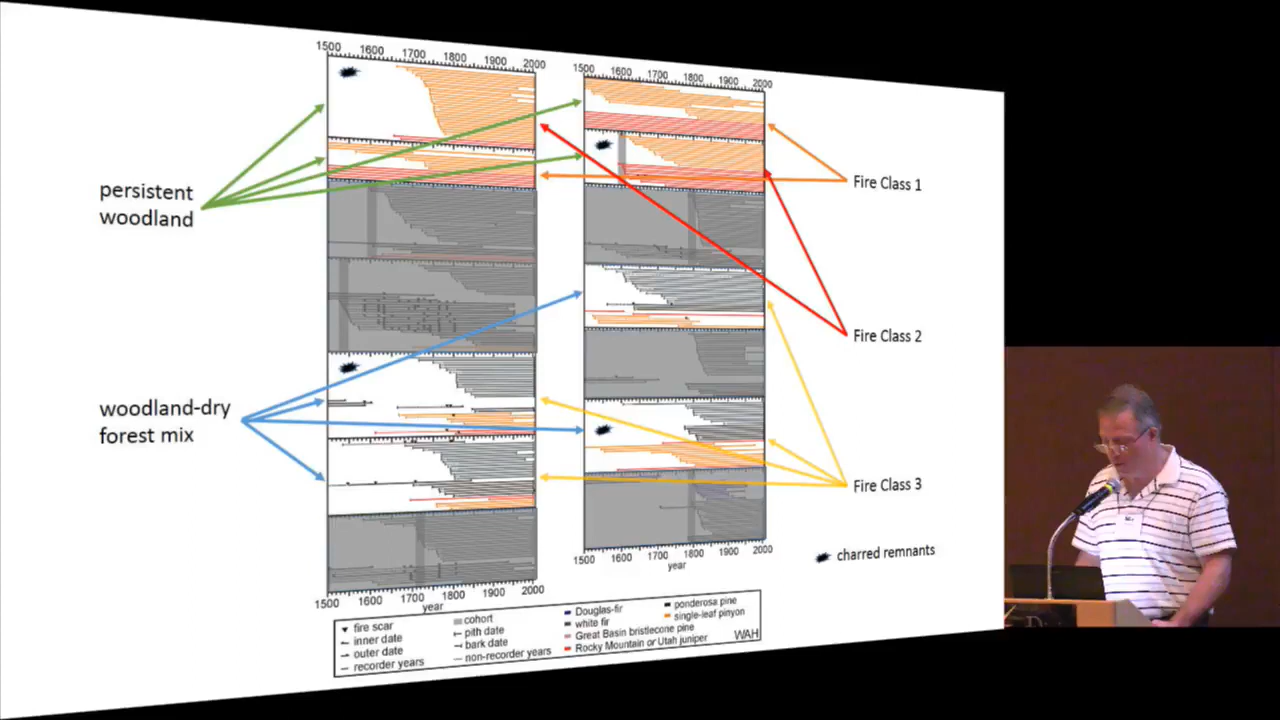 1500 1600 1700 1800 1900 2000
1500 1600 1700 1800 1900 2000
persistent
woodland
Fire Class 1
Fire Class 2
woodland-dry
forest mix
Fire Class 3
charred remnants
1500 1600 1700 1800 1900 2000
year
1500 1600 1700 1800 1900 2000
year
fire scar
inner date
outer date
recorder years
cohort
pith date
bark date
non-recorder years
Douglas-fir
white fir
Great Basin bristlecone pine
Rocky Mountain or Utah juniper
ponderosa pine
single-leaf pinyon
WAH